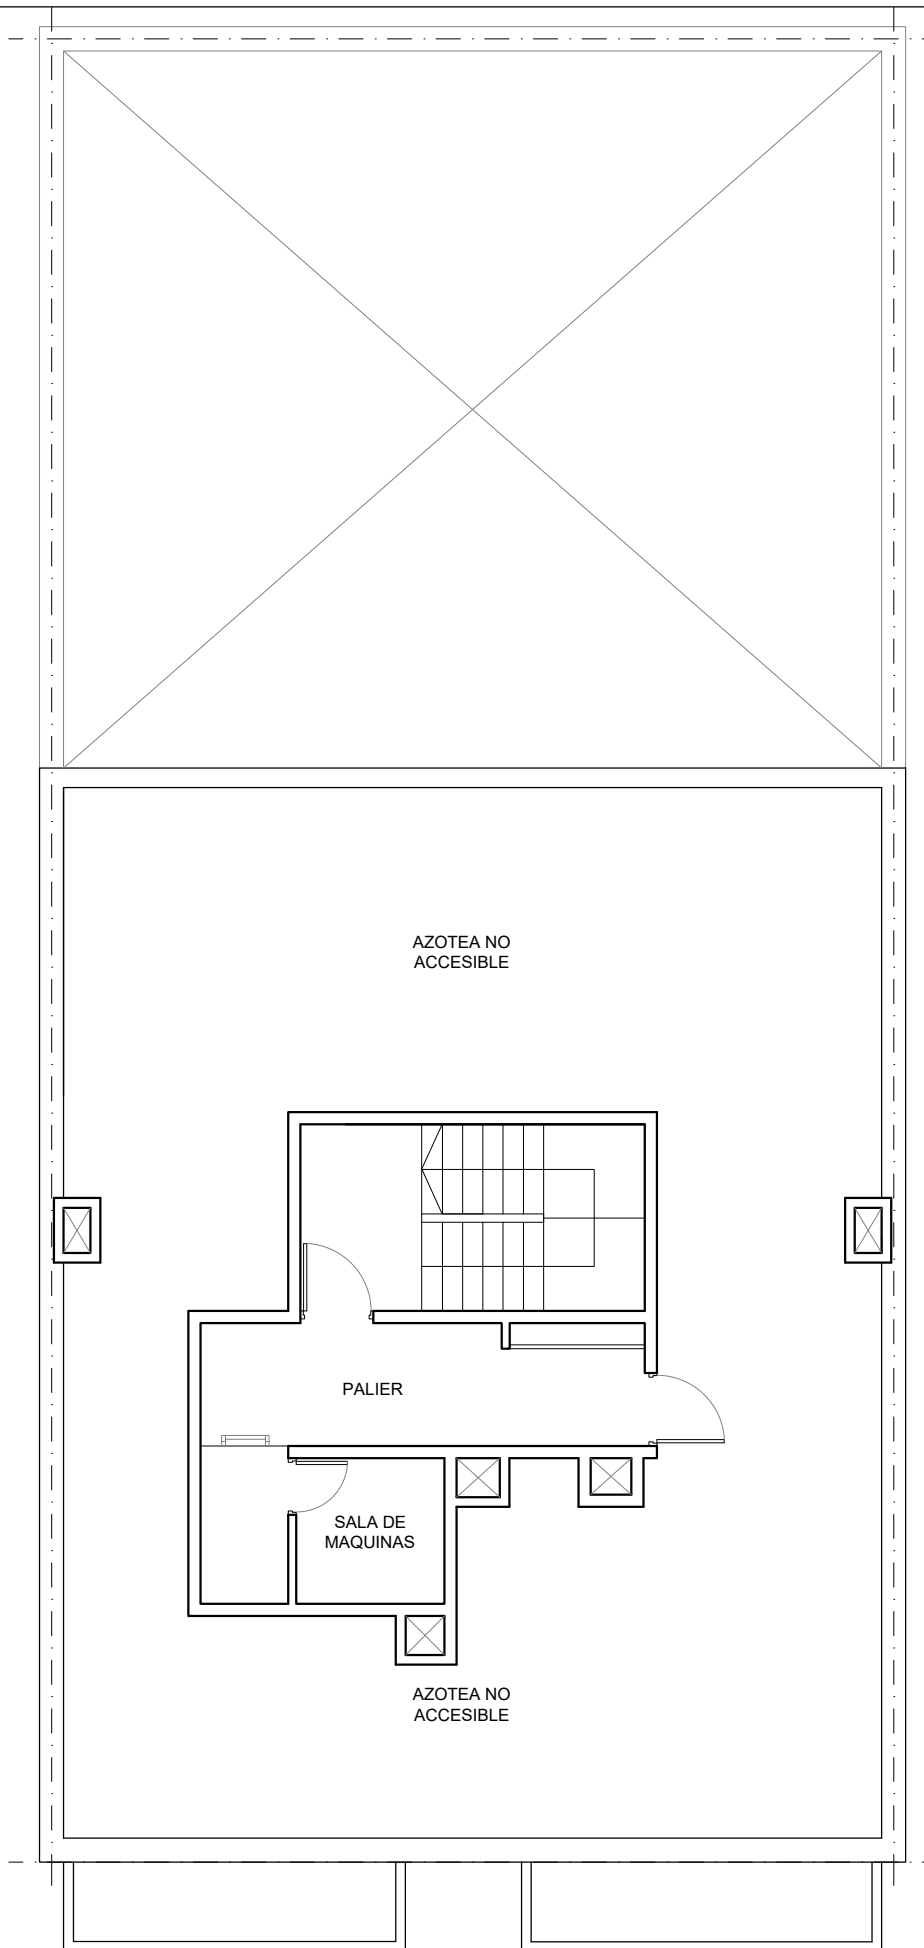 AZOTEA NO
ACCESIBLE
PALIER
SALA DE
MAQUINAS
AZOTEA NO
ACCESIBLE